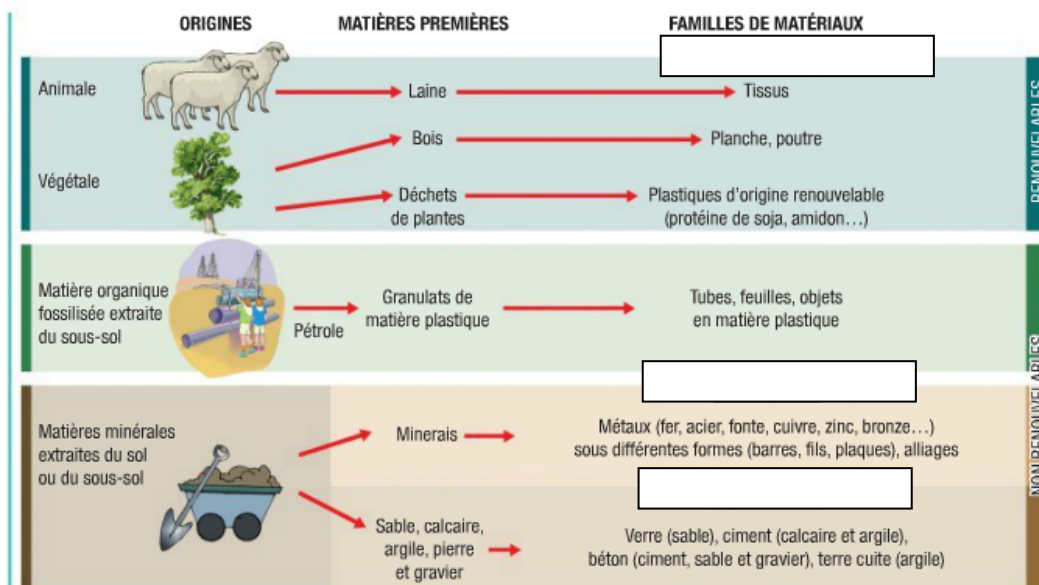 ORIGINES
MATIÈRES PREMIÈRES
FAMILLES DE MATÉRIAUX
Animale
Laine
Tissus
Végétale
Bois
Planche, poutre
Déchets
de plantes
Plastiques d'origine renouvelable
(protéine de soja, amidon…)
RENOUVELABLES
Matière organique
fossilisée extraite
du sous-sol
Pétrole
Granulats de
matière plastique
Tubes, feuilles, objets
en matière plastique
Matières minérales
extraites du sol
ou du sous-sol
Minerais
Métaux (fer, acier, fonte, cuivre, zinc, bronze…)
sous différentes formes (barres, fils, plaques), alliages
Sable, calcaire,
argile, pierre
et gravier
Verre (sable), ciment (calcaire et argile),
béton (ciment, sable et gravier), terre cuite (argile)
NON RENOUVELABLES